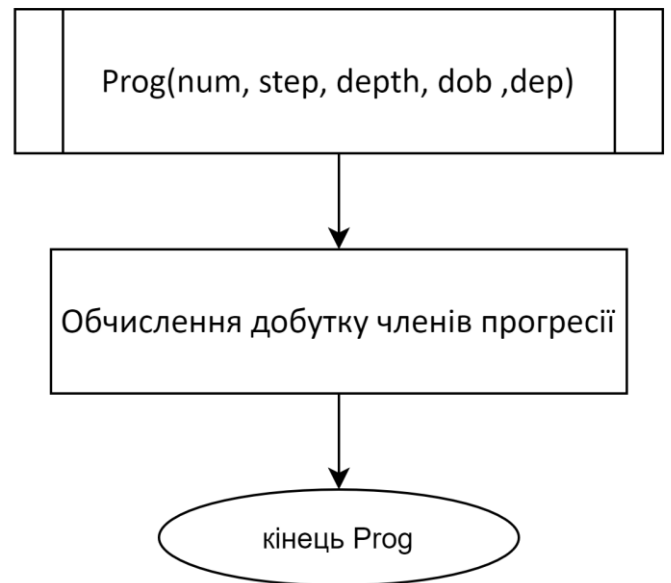 Prog(num, step, depth, dob ,dep)
Обчислення добутку членів прогресії
кінець Prog